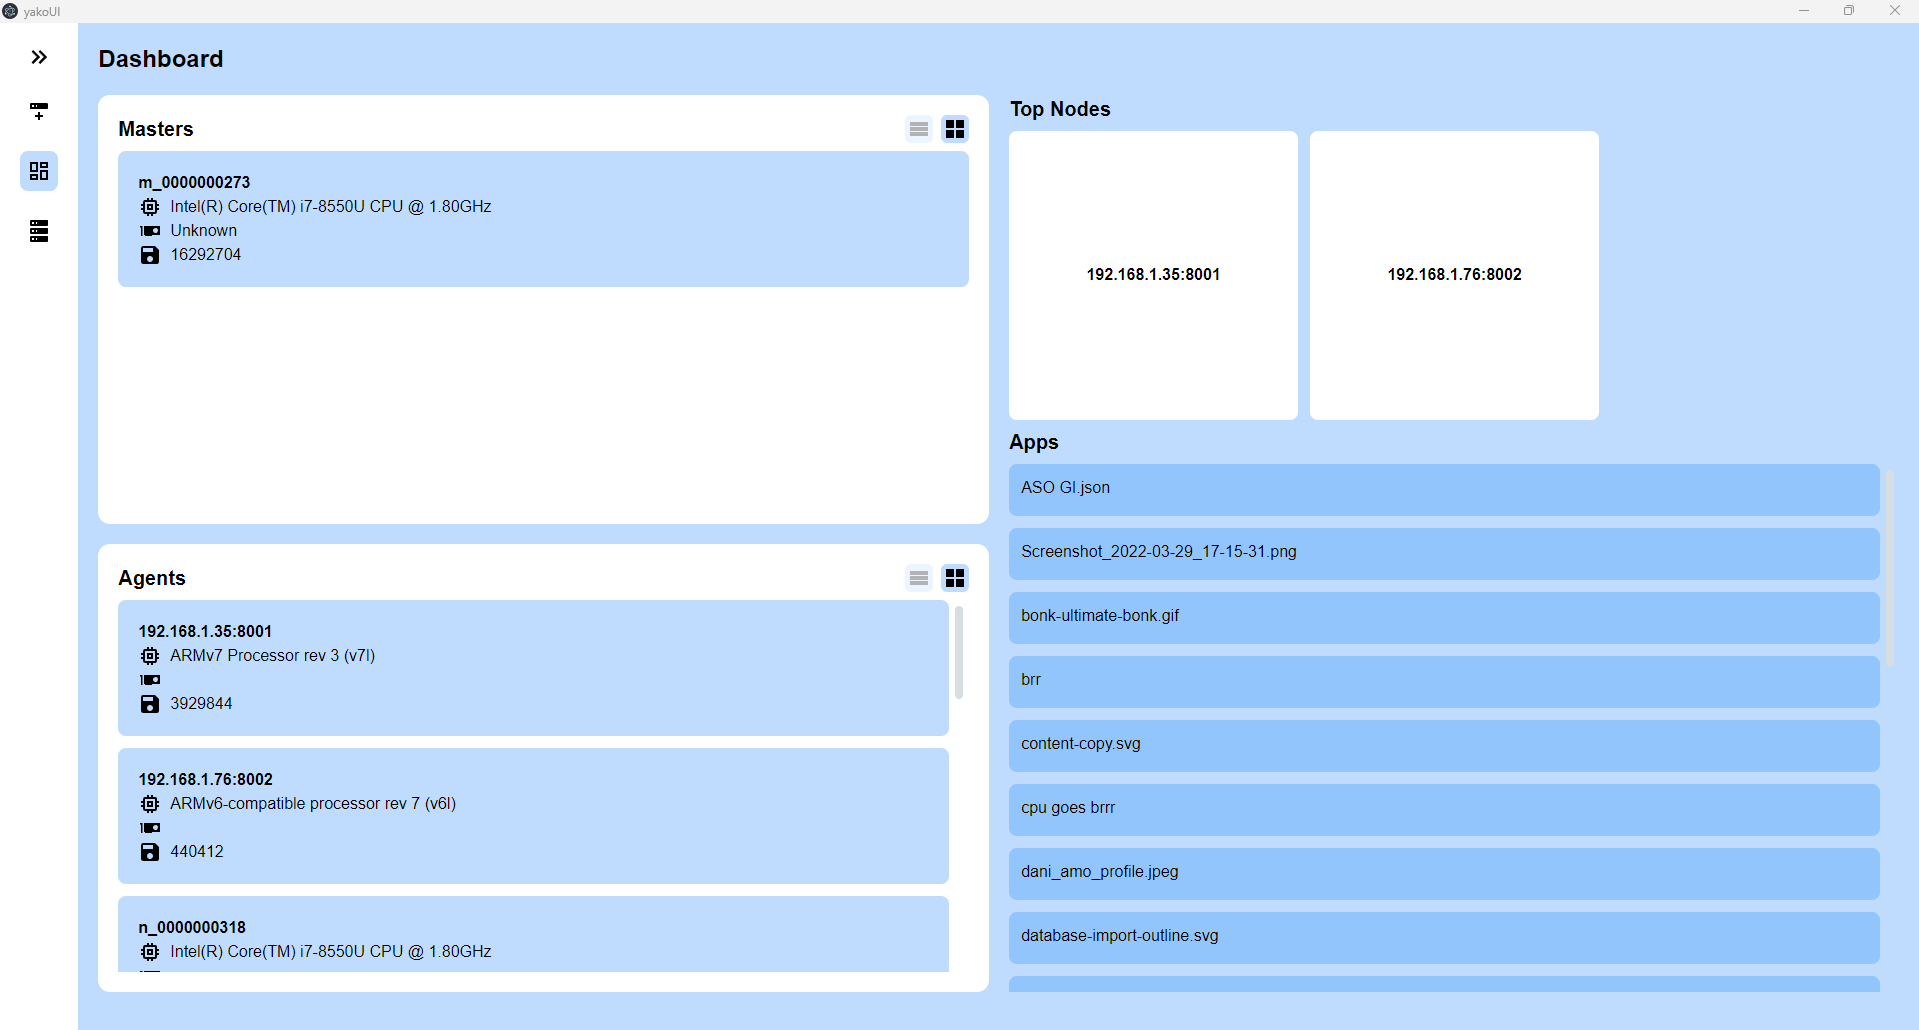 yakoUI
Dashboard
Masters
m_0000000273
Intel(R) Core(TM) i7-8550U CPU @ 1.80GHz
Unknown
16292704
Agents
192.168.1.35:8001
ARMv7 Processor rev 3 (v7l)
3929844
192.168.1.76:8002
ARMv6-compatible processor rev 7 (v6l)
440412
n_0000000318
Intel(R) Core(TM) i7-8550U CPU @ 1.80GHz
Top Nodes
192.168.1.35:8001
192.168.1.76:8002
Apps
ASO GI.json
Screenshot_2022-03-29_17-15-31.png
bonk-ultimate-bonk.gif
brr
content-copy.svg
cpu goes brrr
dani_amo_profile.jpeg
database-import-outline.svg